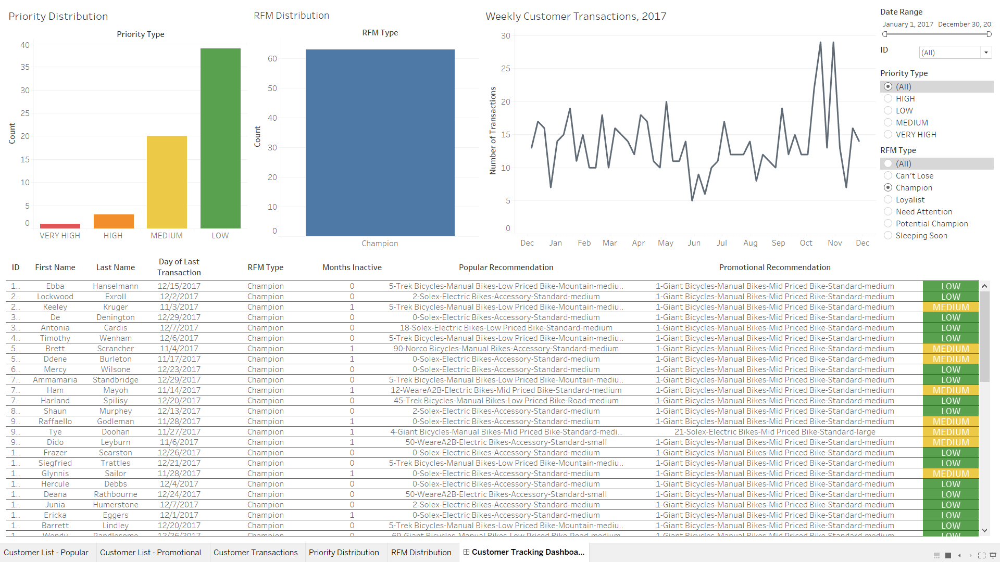 Priority Distribution
Priority Type
Count
40
35
30
25
20
15
10
5
0
VERY HIGH HIGH MEDIUM LOW
RFM Distribution
RFM Type
Count
60
50
40
30
20
10
0
Champion
Weekly Customer Transactions, 2017
Number of Transactions
30
25
20
15
10
5
0
Dec Jan Feb Mar Apr May Jun Jul Aug Sep Oct Nov Dec
Date Range
January 1, 2017 December 30, 20
ID (All)
Priority Type
(All)
HIGH
LOW
MEDIUM
VERY HIGH
RFM Type
(All)
Can't Lose
Champion
Loyalist
Need Attention
Potential Champion
Sleeping Soon
ID First Name Last Name Day of Last Transaction RFM Type Months Inactive Popular Recommendation Promotional Recommendation
1.. Ebba Hanselmann 12/15/2017 Champion 0 5-Trek Bicycles-Manual Bikes-Low Priced Bike-Mountain-mediu.. 1-Giant Bicycles-Manual Bikes-Mid Priced Bike-Standard-medium LOW
2.. Lockwood Exroll 12/2/2017 Champion 0 2-Solex-Electric Bikes-Accessory-Standard-medium 1-Giant Bicycles-Manual Bikes-Mid Priced Bike-Standard-medium LOW
2.. Keeley Kruger 11/3/2017 Champion 1 5-Trek Bicycles-Manual Bikes-Low Priced Bike-Mountain-mediu.. 1-Giant Bicycles-Manual Bikes-Mid Priced Bike-Standard-medium MEDIUM
3.. De Denington 12/29/2017 Champion 0 0-Solex-Electric Bikes-Accessory-Standard-medium 1-Giant Bicycles-Manual Bikes-Mid Priced Bike-Standard-medium LOW
3.. Antonia Cardis 12/7/2017 Champion 0 18-Solex-Electric Bikes-Low Priced Bike-Standard-medium 1-Giant Bicycles-Manual Bikes-Mid Priced Bike-Standard-medium LOW
4.. Timothy Wenham 12/6/2017 Champion 0 5-Trek Bicycles-Manual Bikes-Low Priced Bike-Mountain-mediu.. 1-Giant Bicycles-Manual Bikes-Mid Priced Bike-Standard-medium LOW
5.. Brett Scrancher 11/4/2017 Champion 1 90-Norco Bicycles-Manual Bikes-Accessory-Standard-medium 1-Giant Bicycles-Manual Bikes-Mid Priced Bike-Standard-medium MEDIUM
5.. Ddene Burleton 11/17/2017 Champion 1 0-Solex-Electric Bikes-Accessory-Standard-medium 1-Giant Bicycles-Manual Bikes-Mid Priced Bike-Standard-medium MEDIUM
6.. Mercy Wilsone 12/23/2017 Champion 0 0-Solex-Electric Bikes-Accessory-Standard-medium 1-Giant Bicycles-Manual Bikes-Mid Priced Bike-Standard-medium LOW
7.. Ammamaria Standbridge 12/29/2017 Champion 0 5-Trek Bicycles-Manual Bikes-Low Priced Bike-Mountain-mediu.. 1-Giant Bicycles-Manual Bikes-Mid Priced Bike-Standard-medium LOW
7.. Ham Mayoh 11/14/2017 Champion 1 12-WeareA2B-Electric Bikes-Mid Priced Bike-Standard-medium 1-Giant Bicycles-Manual Bikes-Mid Priced Bike-Standard-medium MEDIUM
7.. Harland Spilisy 12/20/2017 Champion 0 45-Trek Bicycles-Manual Bikes-Low Priced Bike-Road-medium 1-Giant Bicycles-Manual Bikes-Mid Priced Bike-Standard-medium LOW
8.. Shaun Murphey 12/13/2017 Champion 0 2-Solex-Electric Bikes-Accessory-Standard-medium 1-Giant Bicycles-Manual Bikes-Mid Priced Bike-Standard-medium LOW
9.. Raffaello Godleman 11/28/2017 Champion 1 0-Solex-Electric Bikes-Accessory-Standard-medium 1-Giant Bicycles-Manual Bikes-Mid Priced Bike-Standard-medium MEDIUM
9.. Tye Doohan 11/27/2017 Champion 1 4-Giant Bicycles-Manual Bikes-Mid Priced Bike-Standard-medi.. 21-Solex-Electric Bikes-Mid Priced Bike-Standard-large MEDIUM
9.. Dido Leyburn 11/6/2017 Champion 1 50-WeareA2B-Electric Bikes-Accessory-Standard-small 1-Giant Bicycles-Manual Bikes-Mid Priced Bike-Standard-medium MEDIUM
1.. Frazer Searston 12/26/2017 Champion 0 0-Solex-Electric Bikes-Accessory-Standard-medium 1-Giant Bicycles-Manual Bikes-Mid Priced Bike-Standard-medium LOW
1.. Siegfried Trattles 12/21/2017 Champion 0 5-Trek Bicycles-Manual Bikes-Low Priced Bike-Mountain-mediu.. 1-Giant Bicycles-Manual Bikes-Mid Priced Bike-Standard-medium LOW
1.. Glynnis Sailor 11/28/2017 Champion 1 0-Solex-Electric Bikes-Accessory-Standard-medium 1-Giant Bicycles-Manual Bikes-Mid Priced Bike-Standard-medium MEDIUM
1.. Hercule Debbs 12/4/2017 Champion 0 0-Solex-Electric Bikes-Accessory-Standard-medium 1-Giant Bicycles-Manual Bikes-Mid Priced Bike-Standard-medium LOW
1.. Deana Rathbourne 12/24/2017 Champion 0 50-WeareA2B-Electric Bikes-Accessory-Standard-small 1-Giant Bicycles-Manual Bikes-Mid Priced Bike-Standard-medium LOW
1.. Junia Humerstone 12/7/2017 Champion 0 2-Solex-Electric Bikes-Accessory-Standard-medium 1-Giant Bicycles-Manual Bikes-Mid Priced Bike-Standard-medium LOW
1.. Ericka Eggers 12/1/2017 Champion 1 0-Solex-Electric Bikes-Accessory-Standard-medium 1-Giant Bicycles-Manual Bikes-Mid Priced Bike-Standard-medium LOW
1.. Barrett Lindley 12/20/2017 Champion 0 5-Trek Bicycles-Manual Bikes-Low Priced Bike-Mountain-mediu.. 1-Giant Bicycles-Manual Bikes-Mid Priced Bike-Standard-medium LOW
1.. Wendy Randlesome 12/26/2017 Champion 0 69-Giant Bicycles-Manual Bikes-Low Priced Bike-Road-medium 1-Giant Bicycles-Manual Bikes-Mid Priced Bike-Standard-medium LOW
Customer List - Popular Customer List - Promotional Customer Transactions Priority Distribution RFM Distribution Customer Tracking Dashboa...